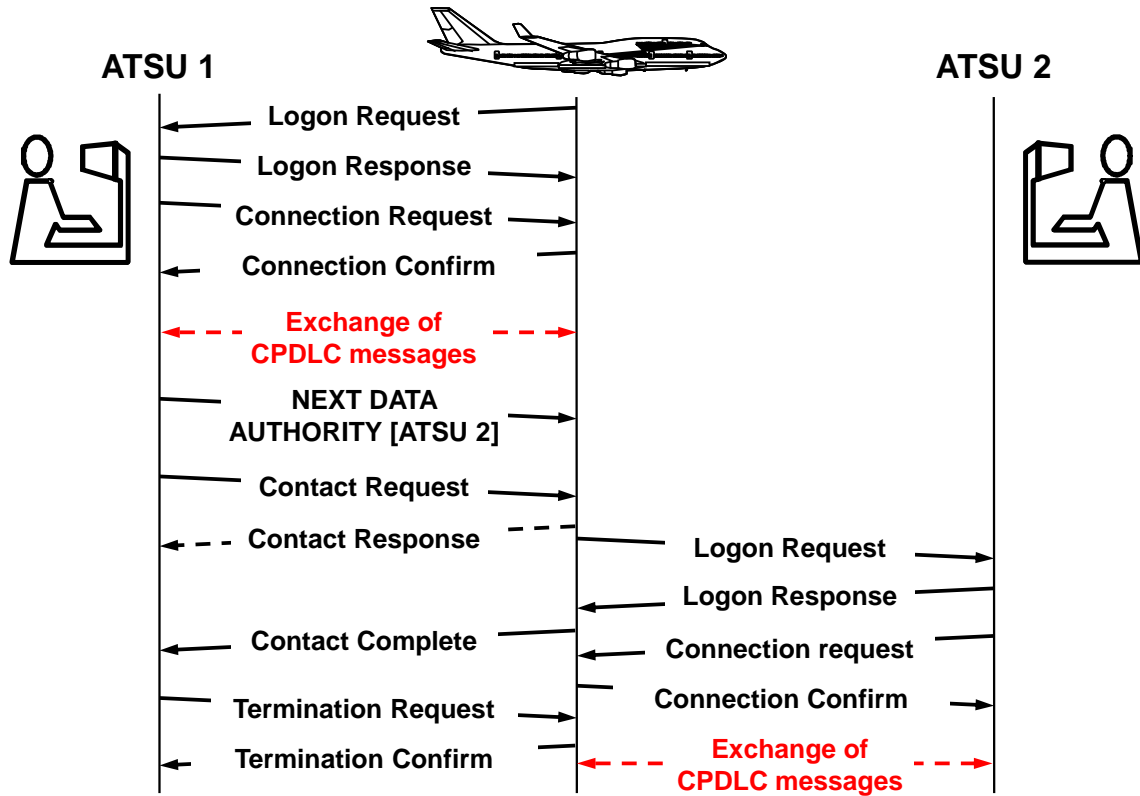 ATSU 1
ATSU 2
Logon Request
Logon Response
Connection Request
Connection Confirm
Exchange of
CPDLC messages
NEXT DATA
AUTHORITY [ATSU 2]
Contact Request
Contact Response
Logon Request
Logon Response
Contact Complete
Connection request
Termination Request
Connection Confirm
Termination Confirm
Exchange of
CPDLC messages